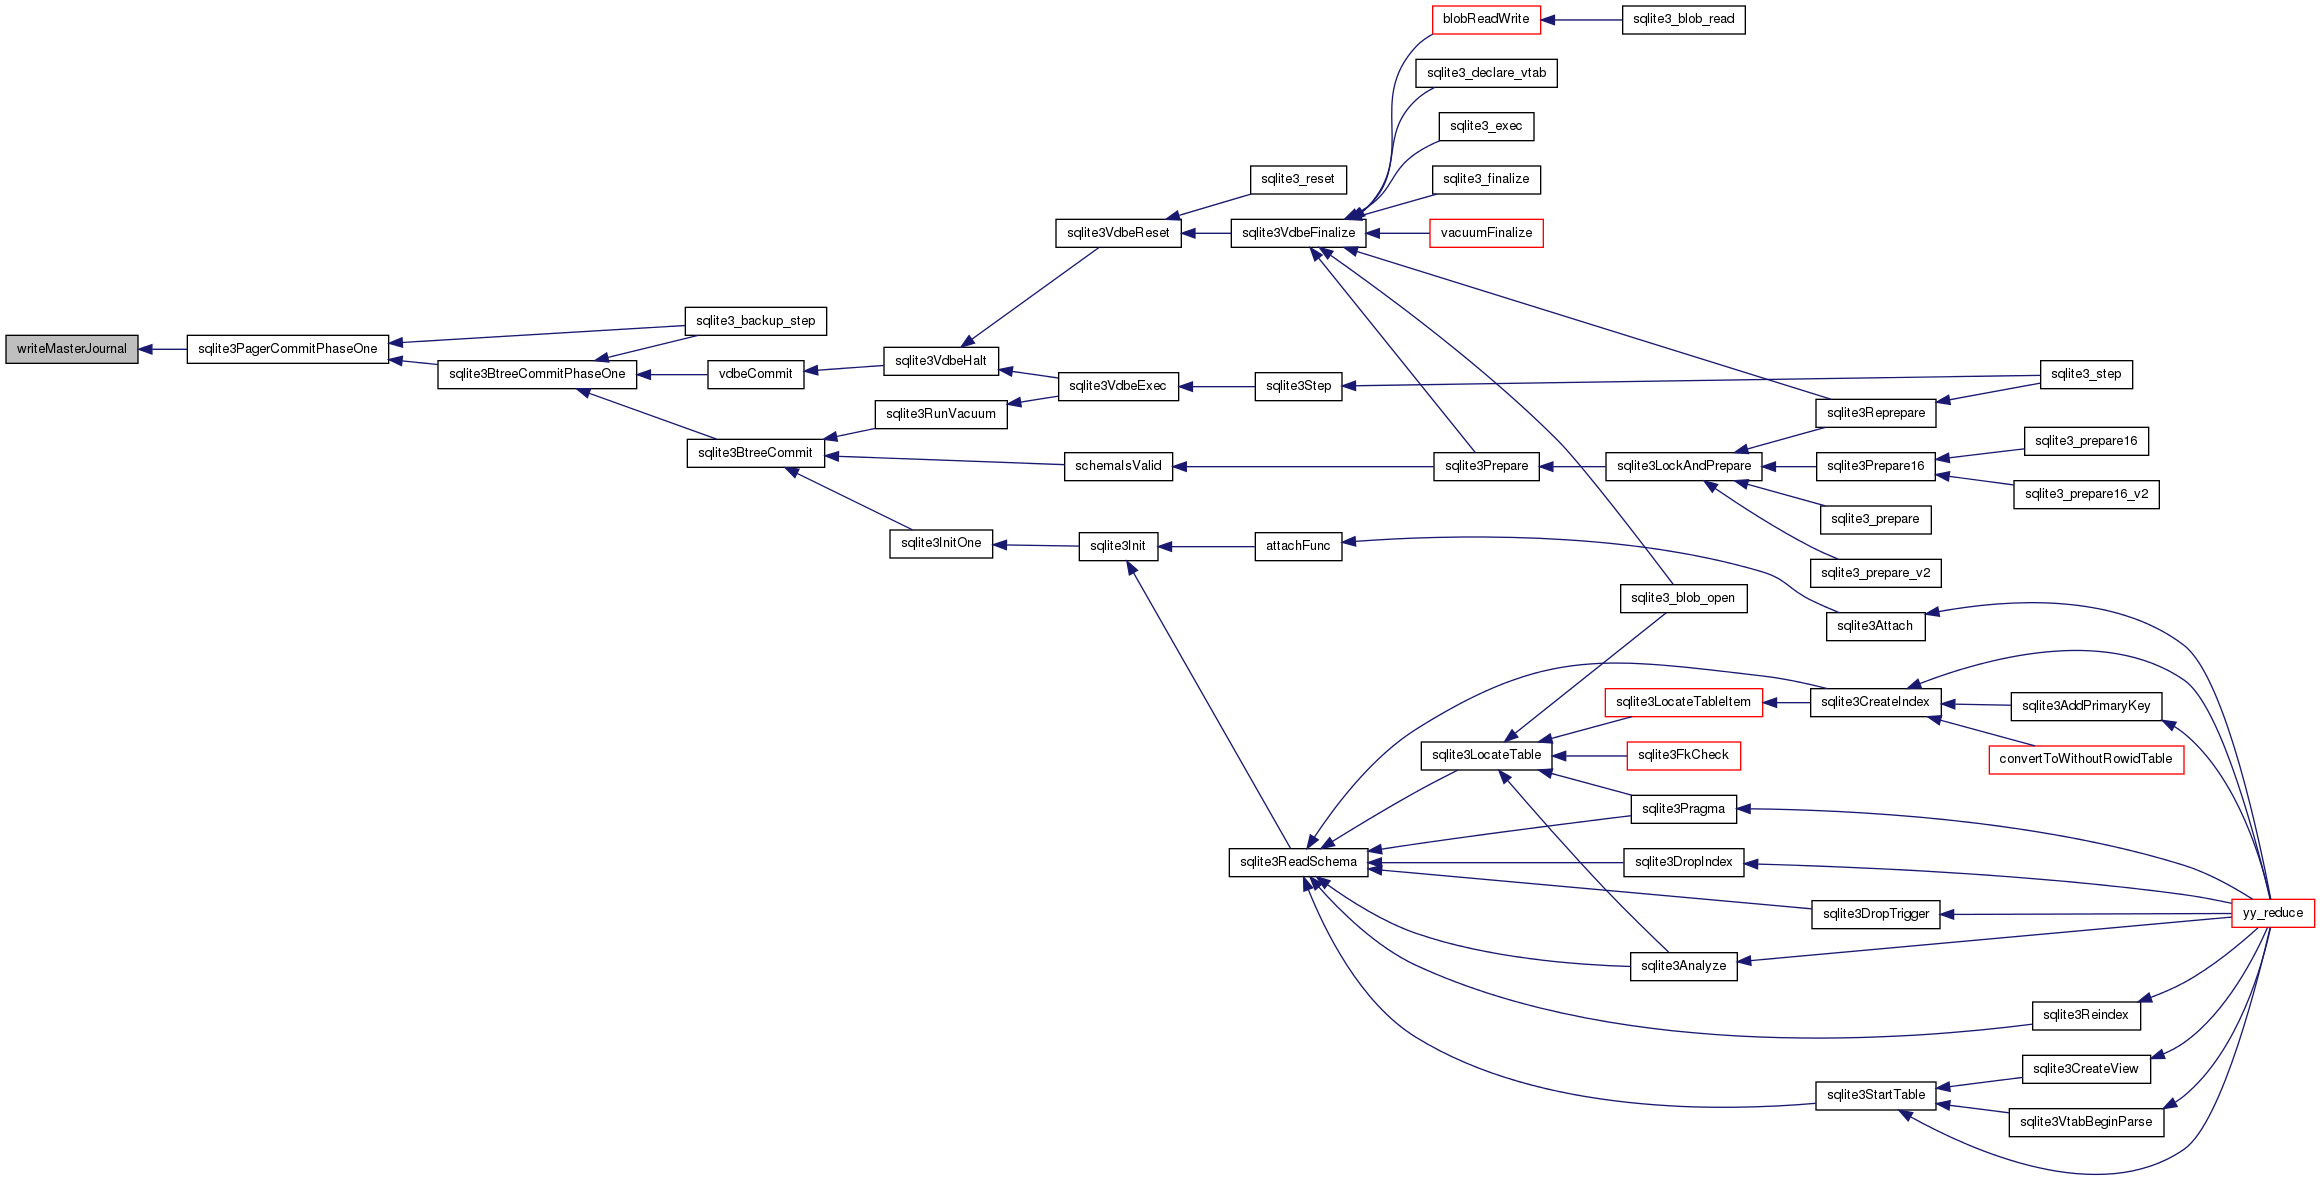 blobReadWrite
sqlite3_blob_read
sqlite3_declare_vtab
sqlite3_exec
sqlite3_reset
sqlite3_finalize
sqlite3VdbeReset
sqlite3VdbeFinalize
vacuumFinalize
sqlite3_backup_step
writeMasterJournal
sqlite3PagerCommitPhaseOne
sqlite3BtreeCommitPhaseOne
vdbeCommit
sqlite3VdbeHalt
sqlite3VdbeExec
sqlite3Step
sqlite3_step
sqlite3RunVacuum
sqlite3Reprepare
sqlite3_prepare16
sqlite3BtreeCommit
schemaIsValid
sqlite3Prepare
sqlite3LockAndPrepare
sqlite3Prepare16
sqlite3_prepare16_v2
sqlite3_prepare
sqlite3InitOne
sqlite3Init
attachFunc
sqlite3_prepare_v2
sqlite3_blob_open
sqlite3Attach
sqlite3LocateTableItem
sqlite3CreateIndex
sqlite3AddPrimaryKey
sqlite3LocateTable
sqlite3FkCheck
convertToWithoutRowidTable
sqlite3Pragma
sqlite3ReadSchema
sqlite3DropIndex
sqlite3DropTrigger
yy_reduce
sqlite3Analyze
sqlite3Reindex
sqlite3CreateView
sqlite3StartTable
sqlite3VtabBeginParse